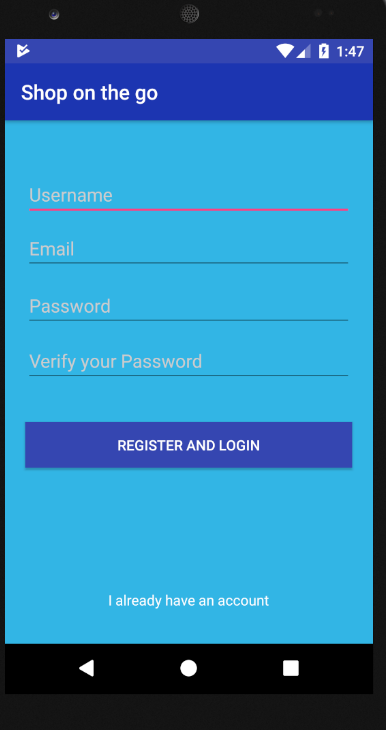 1:47
Shop on the go
Username
Email
Password
Verify your Password
REGISTER AND LOGIN
I already have an account